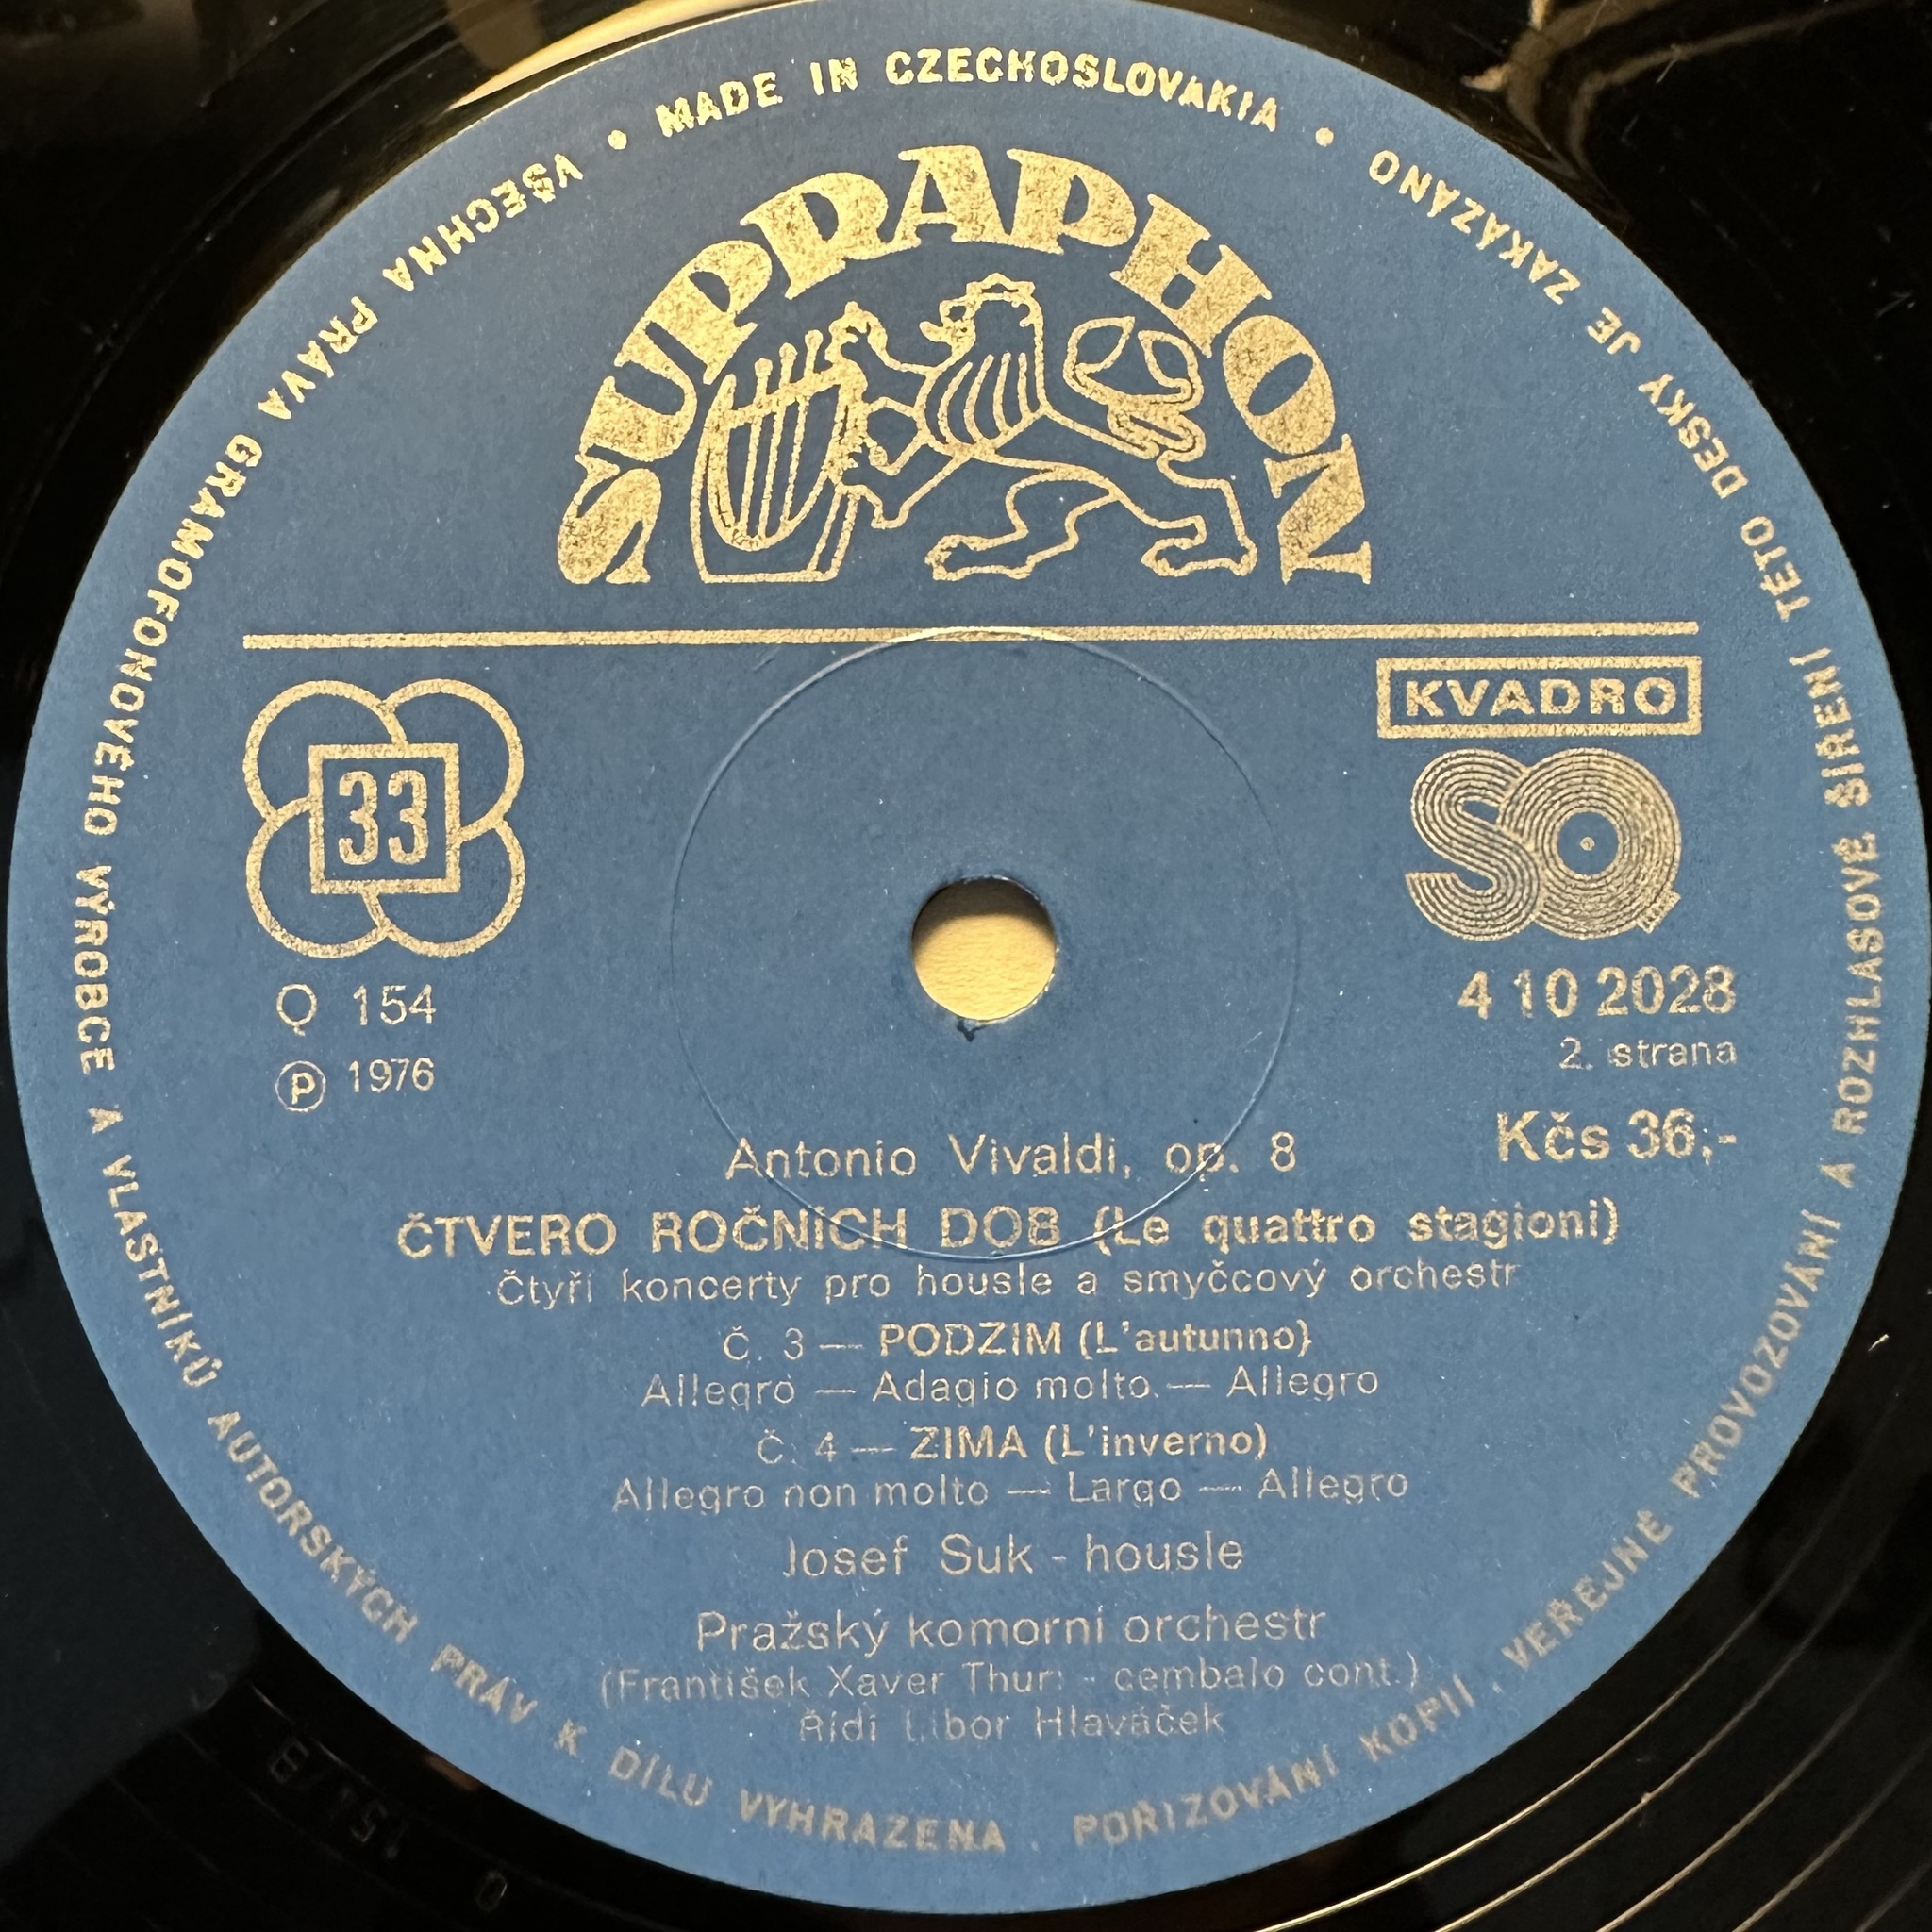 MADE IN CZECHOSLOVAKIA
VŠECHNA PRÁVA GRAMOFONOVÉHO VÝROBCE A VLASTNÍKŮ AUTORSKÝCH PRÁV K DÍLU VYHRAZENA . POŘIZOVÁNÍ KOPIÍ, VEŘEJNÉ PROVOZOVÁNÍ A ROZHLASOVÉ ŠÍŘENÍ TÉTO DESKY JE ZAKÁZÁNO
SUPRAPHON
33
KVADRO
SQ
Q 154
Ⓟ 1976
4 10 2028
2. strana
Kčs 36,-
Antonio Vivaldi, op. 8
ČTVERO ROČNÍCH DOB (Le quattro stagioni)
Čtyři koncerty pro housle a smyčcový orchestr
Č. 3 — PODZIM (L'autunno)
Allegro — Adagio molto — Allegro
Č. 4 — ZIMA (L'inverno)
Allegro non molto — Largo — Allegro
Josef Suk - housle
Pražský komorní orchestr
(František Xaver Thuri - cembalo cont.)
Řídí Libor Hlaváček